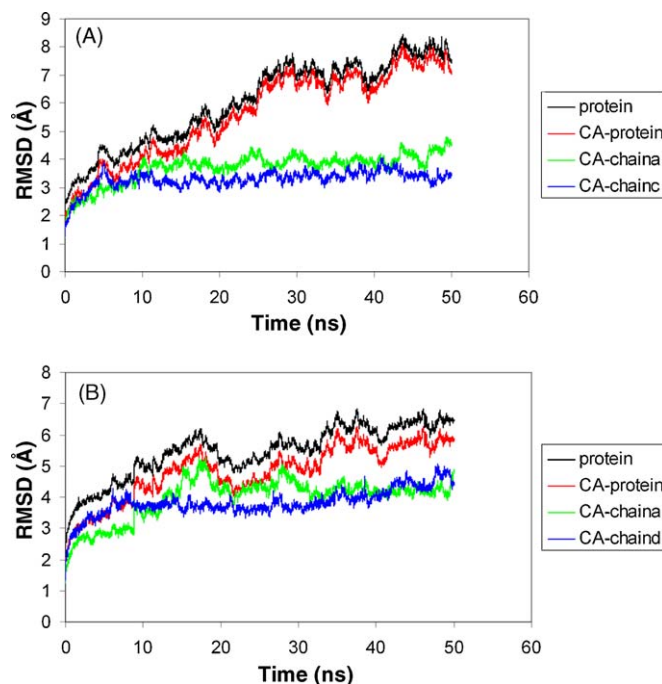 (A)
RMSD (Å)
9
8
7
6
5
4
3
2
1
0
0 10 20 30 40 50 60
Time (ns)
protein
CA-protein
CA-chaina
CA-chainc
(B)
RMSD (Å)
8
7
6
5
4
3
2
1
0
0 10 20 30 40 50 60
Time (ns)
protein
CA-protein
CA-chaina
CA-chaind